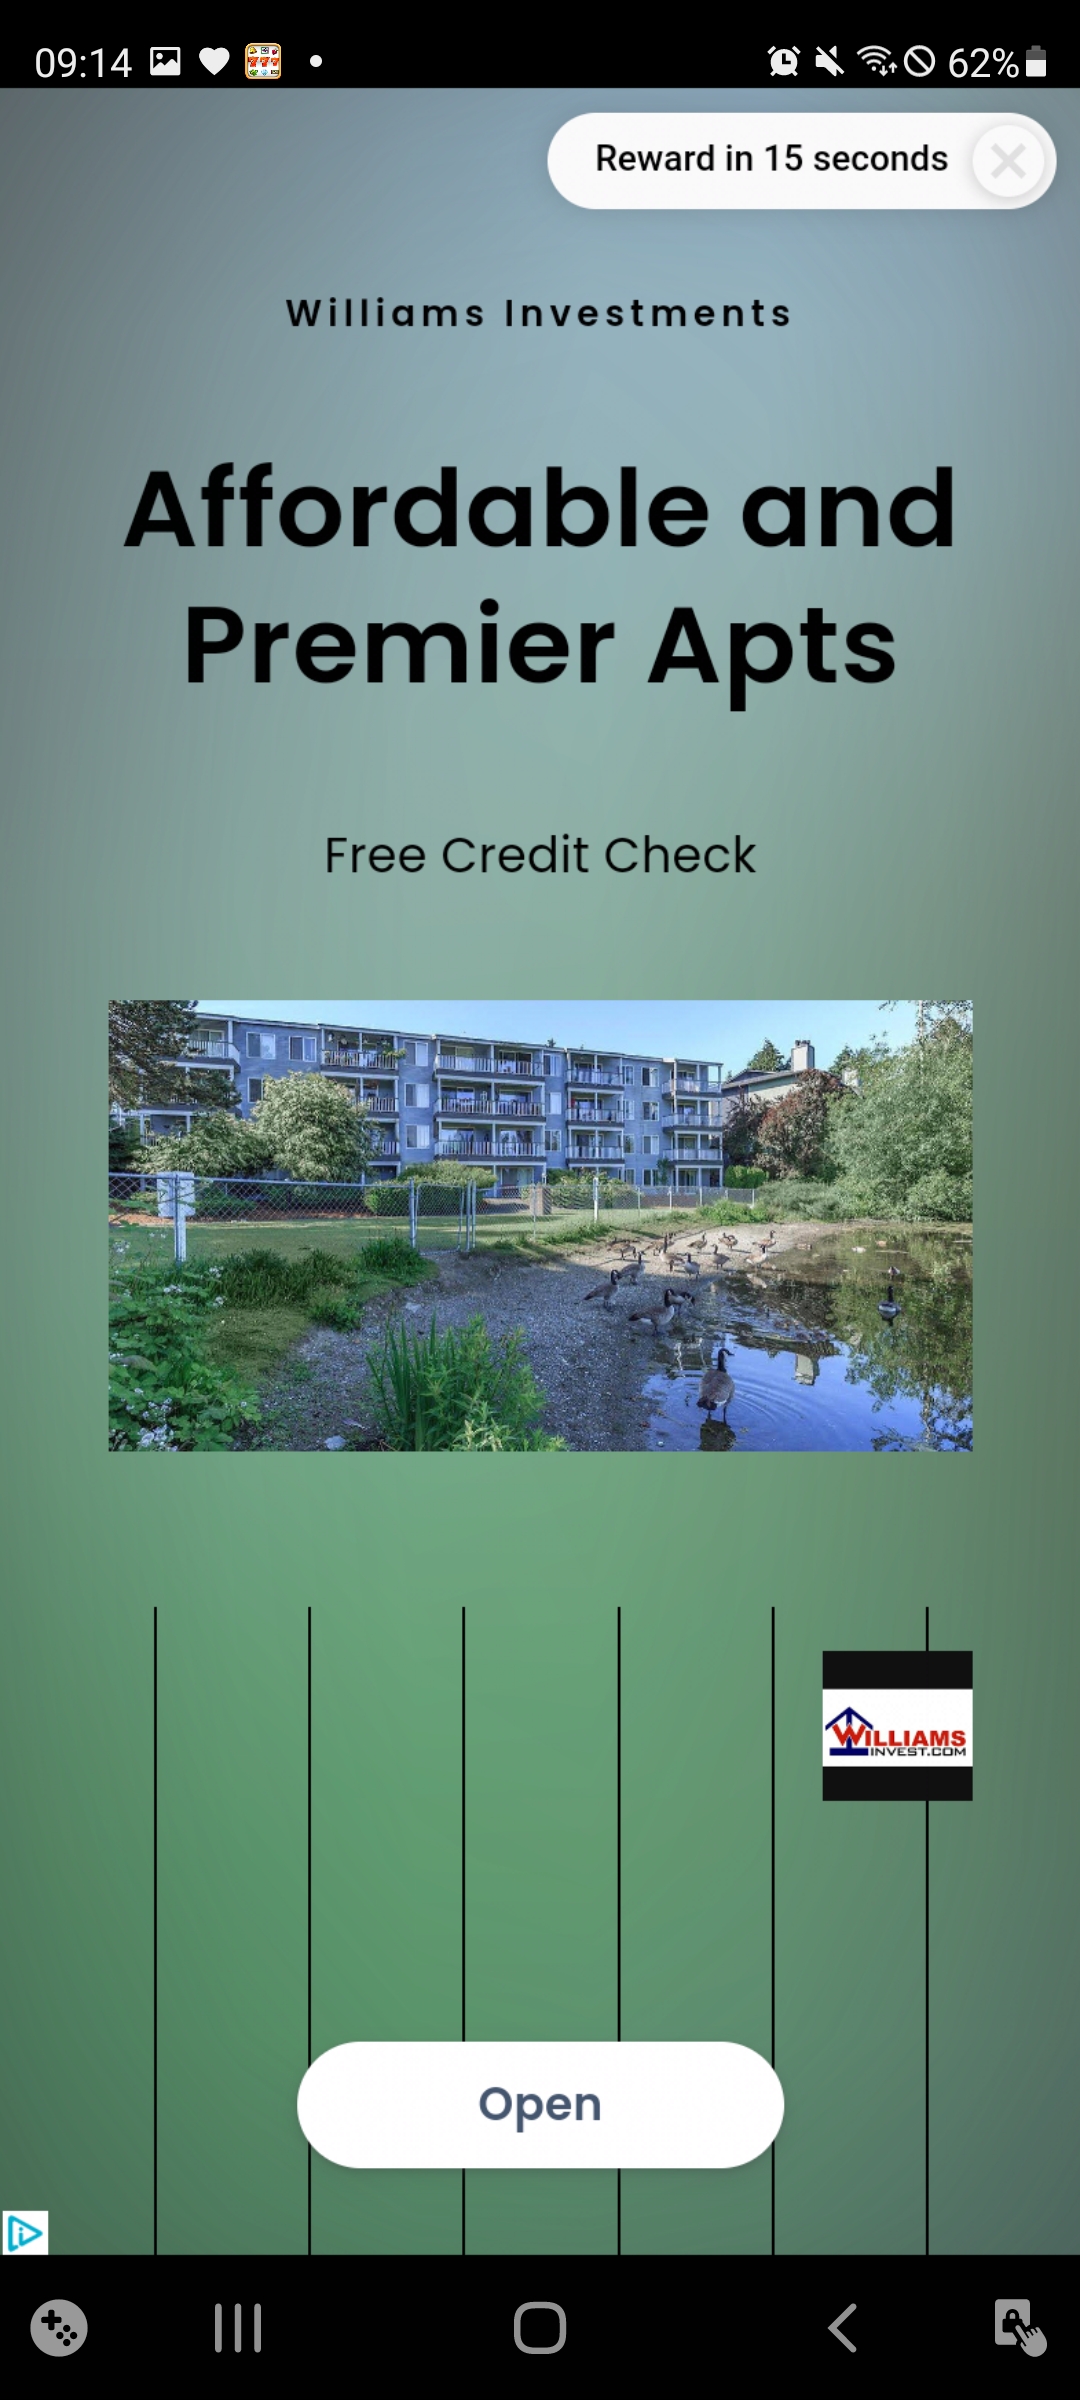 09:14
62%
Reward in 15 seconds
Williams Investments
Affordable and
Premier Apts
Free Credit Check
WILLIAMS
INVEST.COM
Open